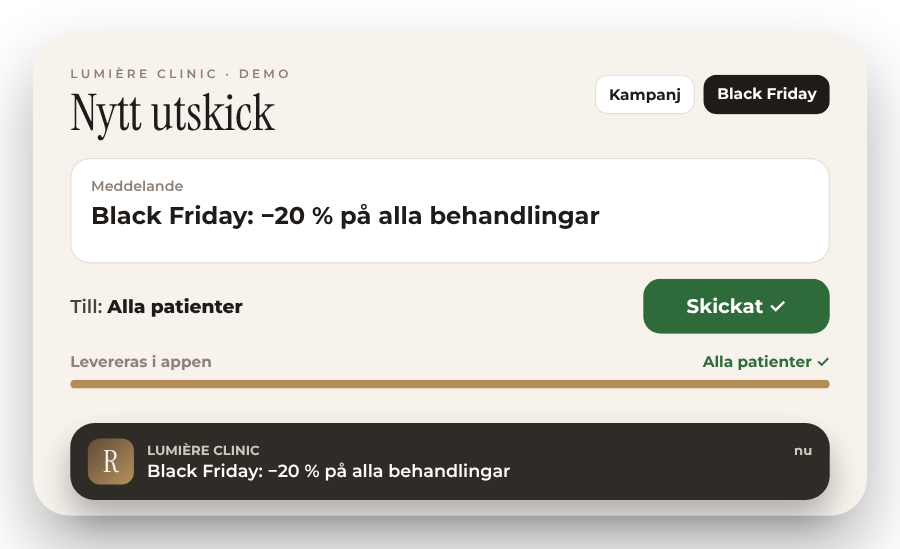 LUMIÈRE CLINIC · DEMO
Nytt utskick
Kampanj
Black Friday
Meddelande
Black Friday: −20 % på alla behandlingar
Till: Alla patienter
Skickat ✓
Levereras i appen
Alla patienter ✓
R
LUMIÈRE CLINIC
nu
Black Friday: −20 % på alla behandlingar